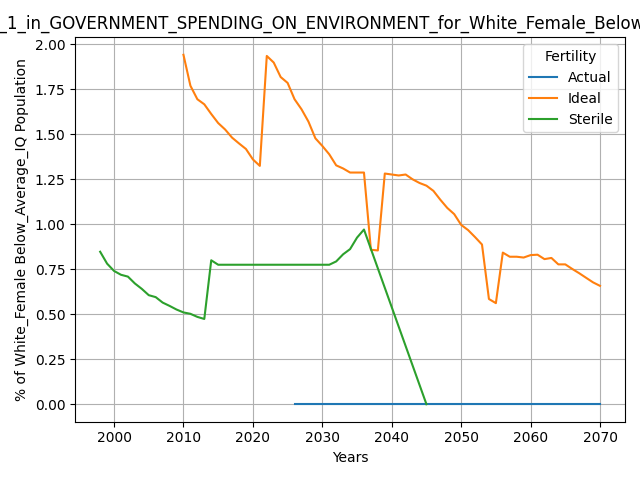 _1_in_GOVERNMENT_SPENDING_ON_ENVIRONMENT_for_White_Female_Below
% of White_Female Below_Average_IQ Population
2.00
1.75
1.50
1.25
1.00
0.75
0.50
0.25
0.00
Fertility
Actual
Ideal
Sterile
2000 2010 2020 2030 2040 2050 2060 2070
Years